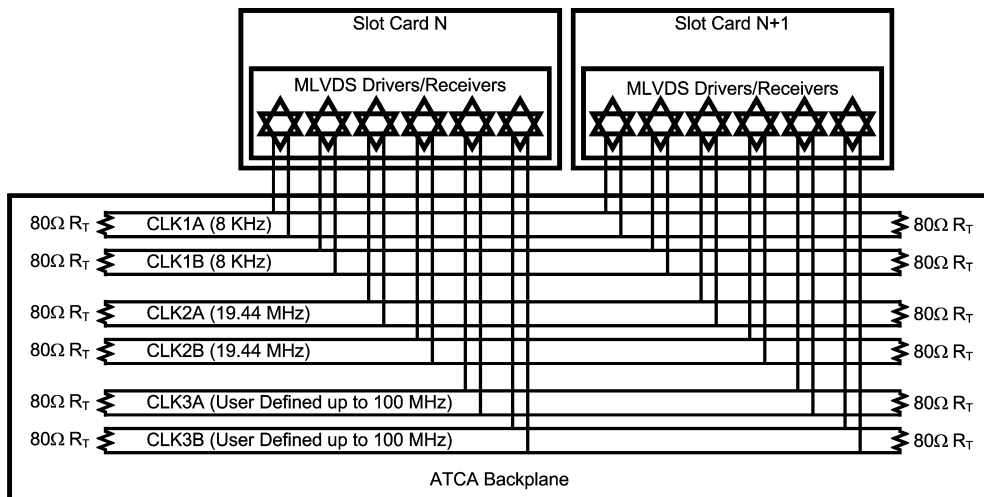 Slot Card N
Slot Card N+1
MLVDS Drivers/Receivers
MLVDS Drivers/Receivers
80Ω RT CLK1A (8 KHz) 80Ω RT
80Ω RT CLK1B (8 KHz) 80Ω RT
80Ω RT CLK2A (19.44 MHz) 80Ω RT
80Ω RT CLK2B (19.44 MHz) 80Ω RT
80Ω RT CLK3A (User Defined up to 100 MHz) 80Ω RT
80Ω RT CLK3B (User Defined up to 100 MHz) 80Ω RT
ATCA Backplane